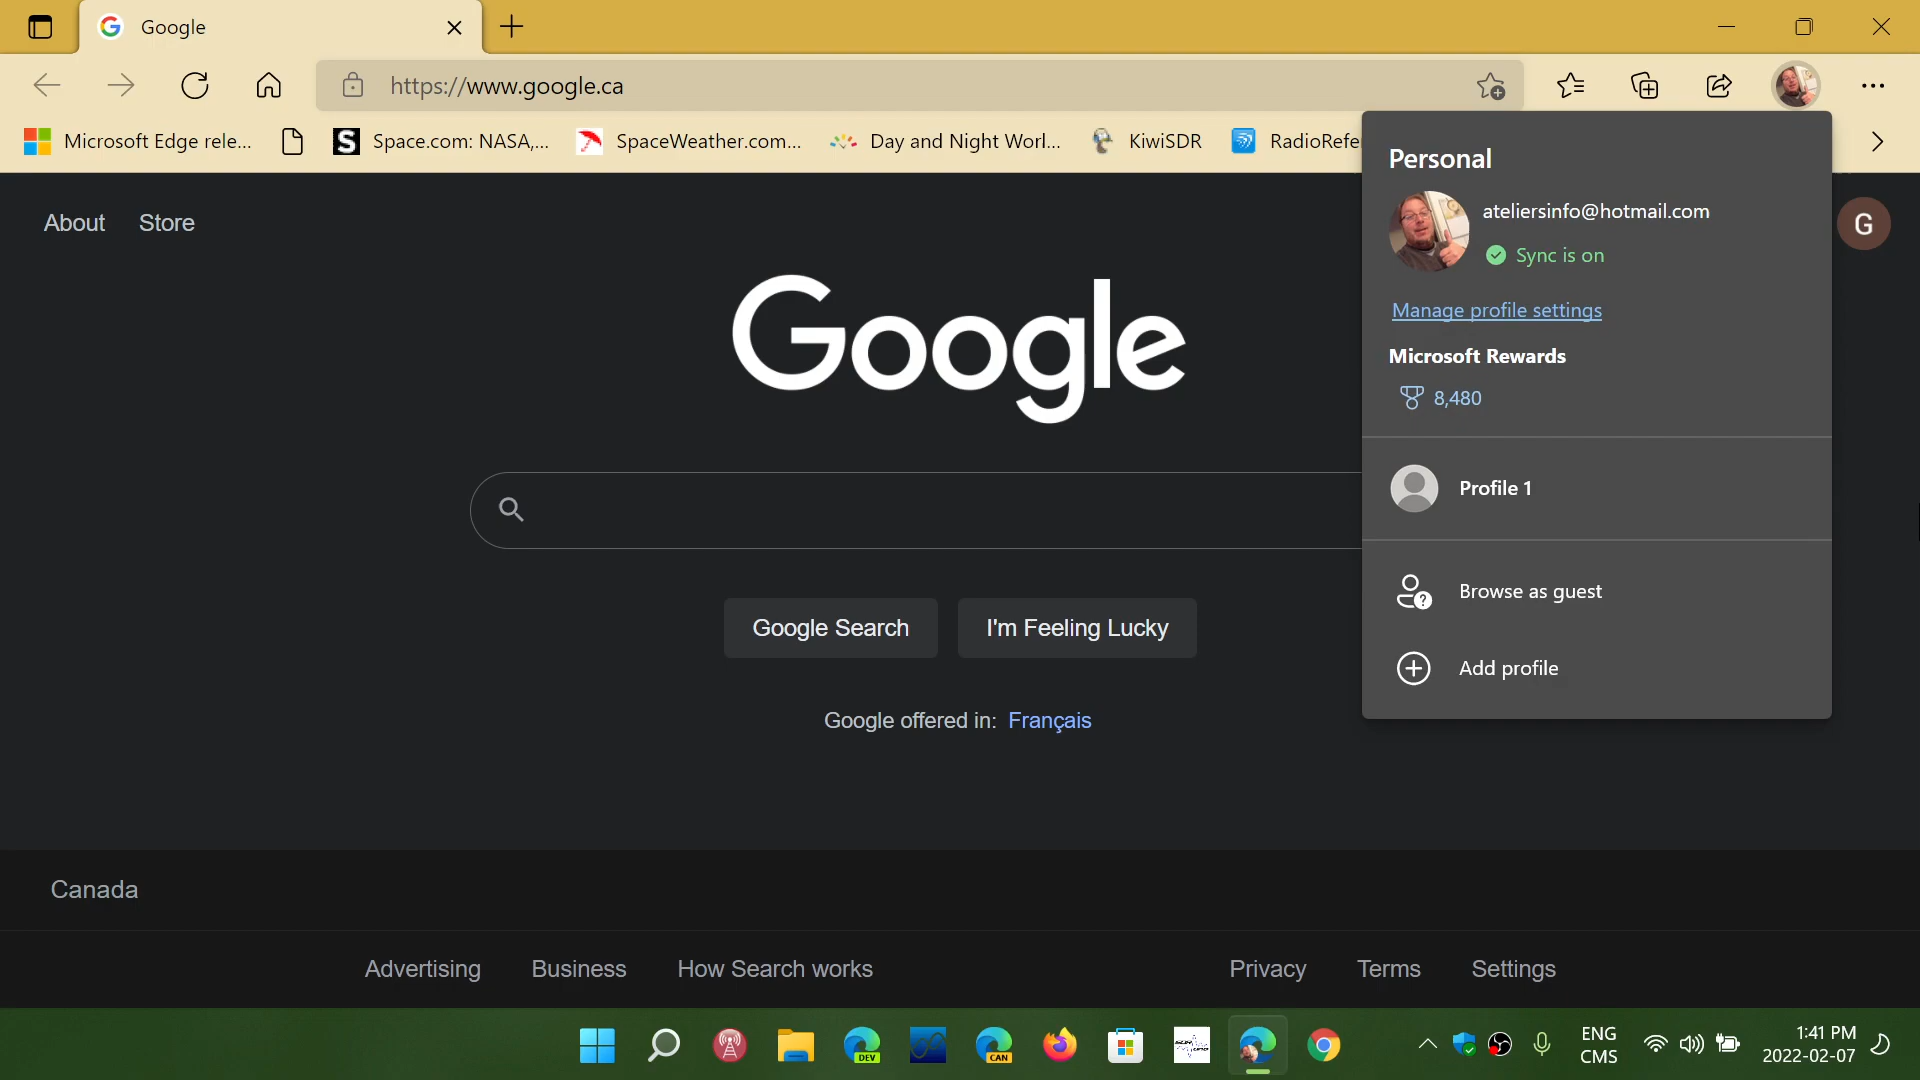 Google
https://www.google.ca
Microsoft Edge rele...
Space.com: NASA,...
SpaceWeather.com...
Day and Night Worl...
KiwiSDR
RadioRefe
Personal
ateliersinfo@hotmail.com
Sync is on
Manage profile settings
Microsoft Rewards
8,480
Profile 1
Browse as guest
Add profile
About
Store
G
Google
Google Search
I'm Feeling Lucky
Google offered in: Français
Canada
Advertising
Business
How Search works
Privacy
Terms
Settings
DEV
CAN
ENG
CMS
1:41 PM
2022-02-07